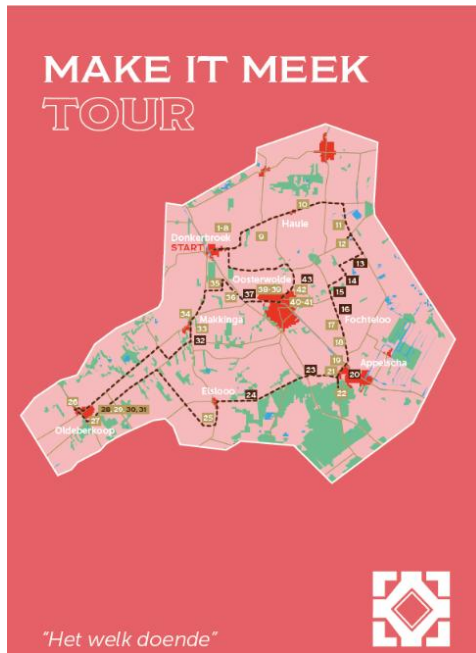 MAKE IT MEEK
TOUR
10
1-8
Haule
11
9
Donkerbroek
START
12
13
14
Oosterwolde
43
35
38-39
42
15
36
37
40-41
16
34
Makkinga
33
Fochteloo
17
32
18
19
Appelscha
23
21
20
Elsloo
24
22
26
28
29
30, 31
25
27
Oldeberkoop
"Het welk doende"